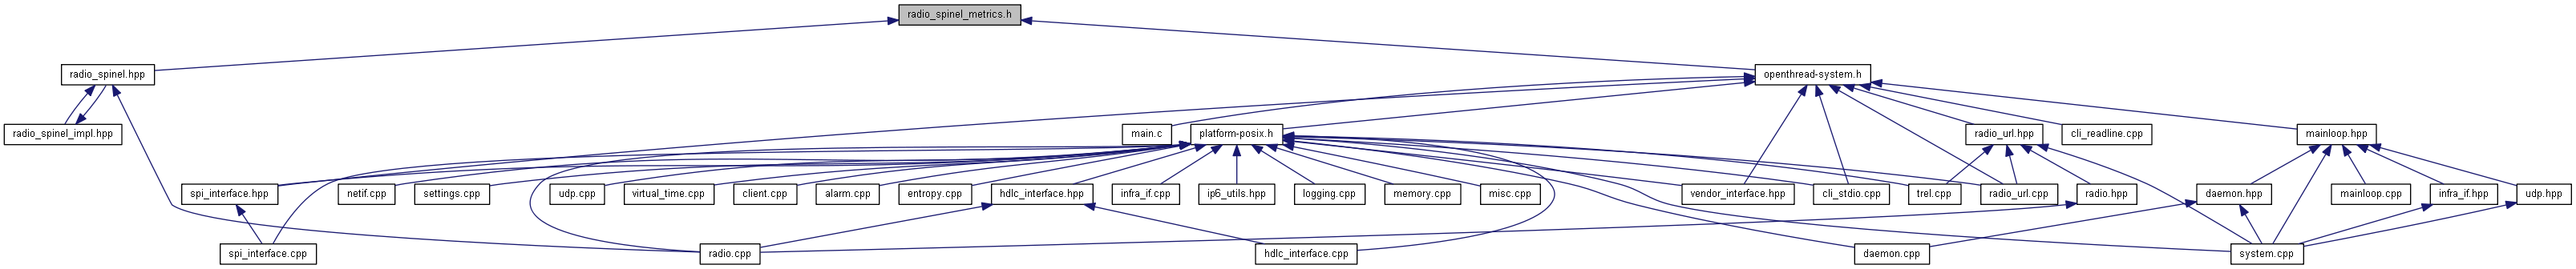 radio_spinel_metrics.h
radio_spinel.hpp
openthread-system.h
radio_spinel_impl.hpp
main.c
platform-posix.h
radio_url.hpp
cli_readline.cpp
mainloop.hpp
spi_interface.hpp
netif.cpp
settings.cpp
udp.cpp
virtual_time.cpp
client.cpp
alarm.cpp
entropy.cpp
hdlc_interface.hpp
infra_if.cpp
ip6_utils.hpp
logging.cpp
memory.cpp
misc.cpp
vendor_interface.hpp
cli_stdio.cpp
trel.cpp
radio_url.cpp
radio.hpp
daemon.hpp
mainloop.cpp
infra_if.hpp
udp.hpp
spi_interface.cpp
radio.cpp
hdlc_interface.cpp
daemon.cpp
system.cpp